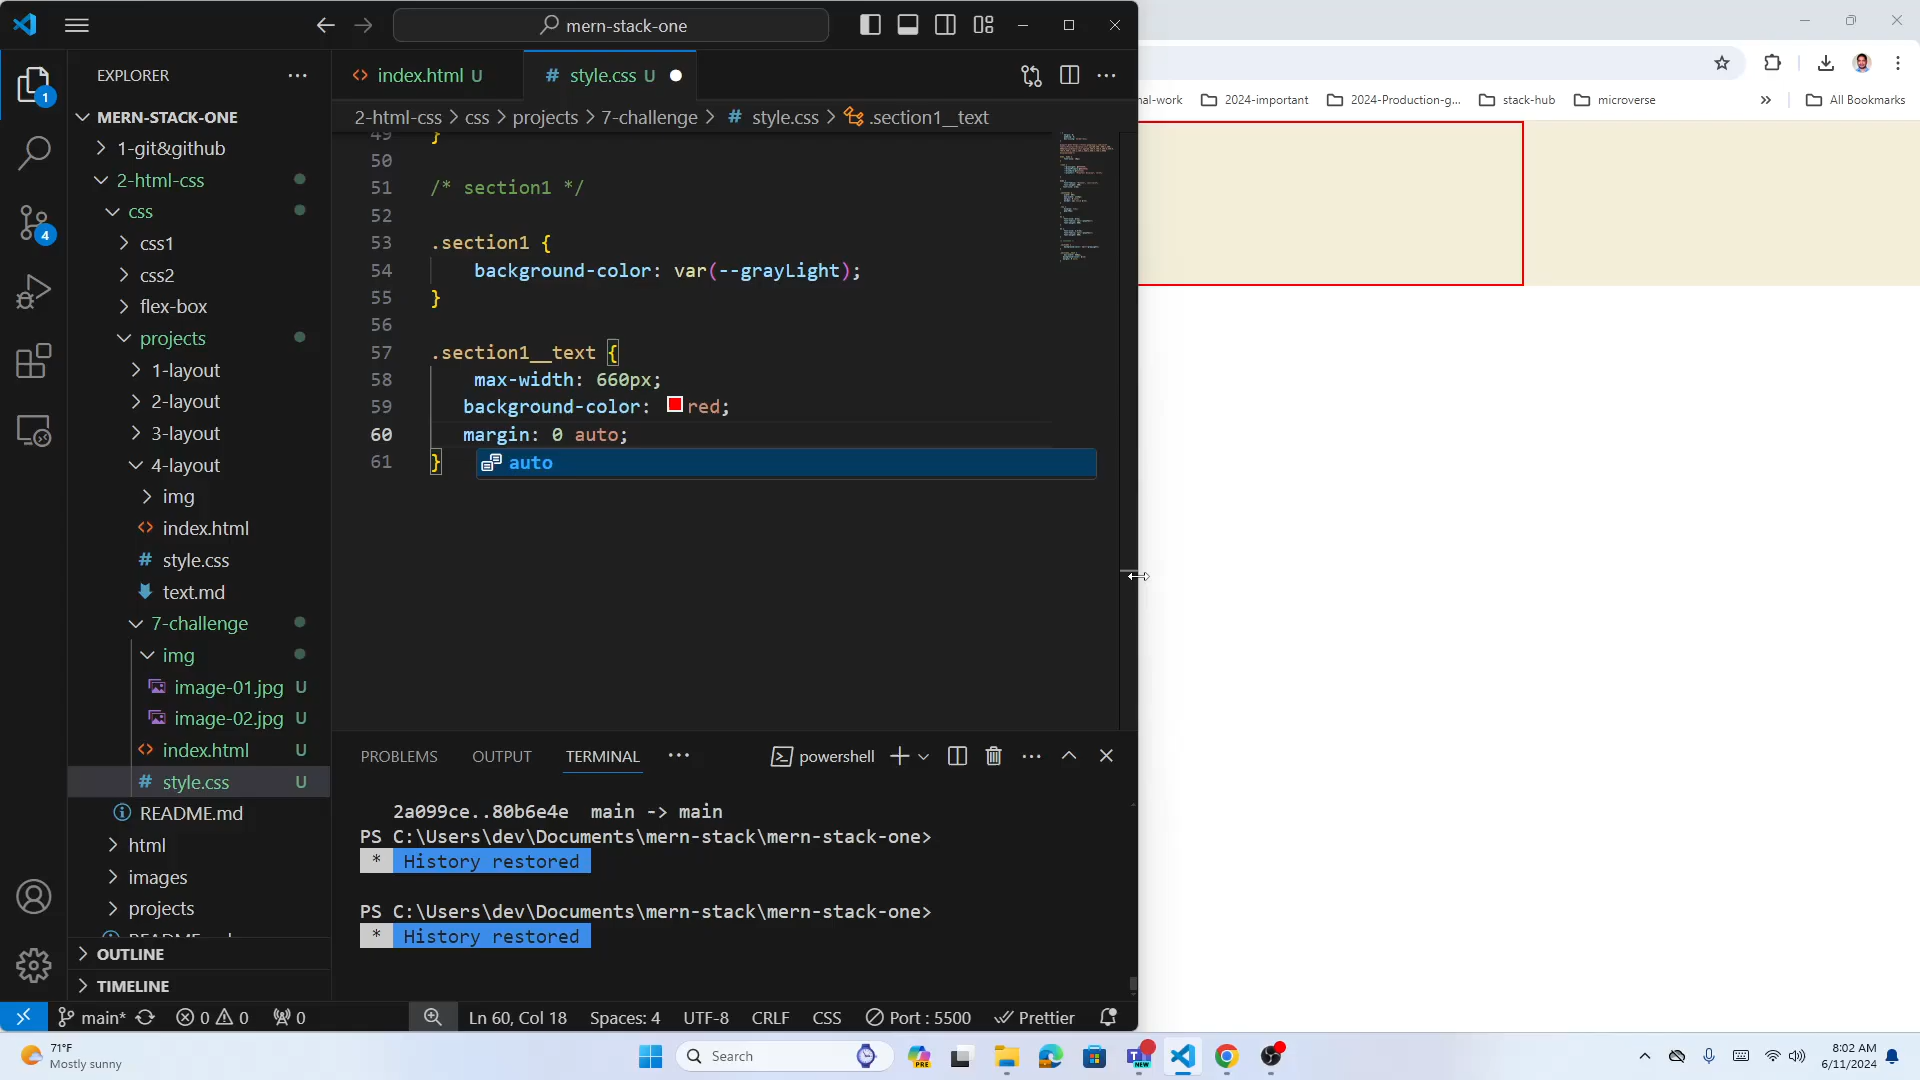 mern-stack-one
EXPLORER
MERN-STACK-ONE
1-git&github
2-html-css
css
css1
css2
flex-box
projects
1-layout
2-layout
3-layout
4-layout
img
index.html
style.css
text.md
7-challenge
img
image-01.jpg U
image-02.jpg U
index.html U
style.css U
README.md
html
images
projects
OUTLINE
TIMELINE
1
4
index.html U
style.css U
2-html-css > css > projects > 7-challenge > # style.css > .section1__text
49 }
50
51 /* section1 */
52
53 .section1 {
54 background-color: var(--grayLight);
55 }
56
57 .section1__text {
58 max-width: 660px;
59 background-color: red;
60 margin: 0 auto;
61 }
auto
PROBLEMS OUTPUT TERMINAL
powershell
2a099ce..80b6e4e main -> main
PS C:\Users\dev\Documents\mern-stack\mern-stack-one>
* History restored
PS C:\Users\dev\Documents\mern-stack\mern-stack-one>
* History restored
main* 0 0 0 Ln 60, Col 18 Spaces: 4 UTF-8 CRLF CSS Port : 5500 Prettier
nal-work 2024-important 2024-Production-g... stack-hub microverse » All Bookmarks
71°F
Mostly sunny
Search
PRE
NEW
8:02 AM
6/11/2024